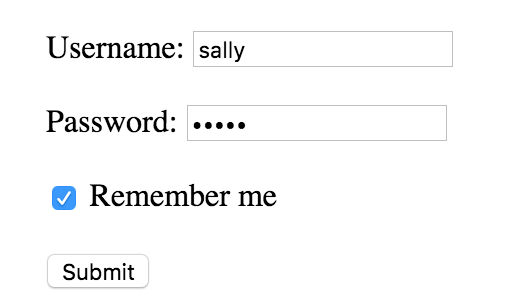 Username: sally
Password: •••••
Remember me
Submit